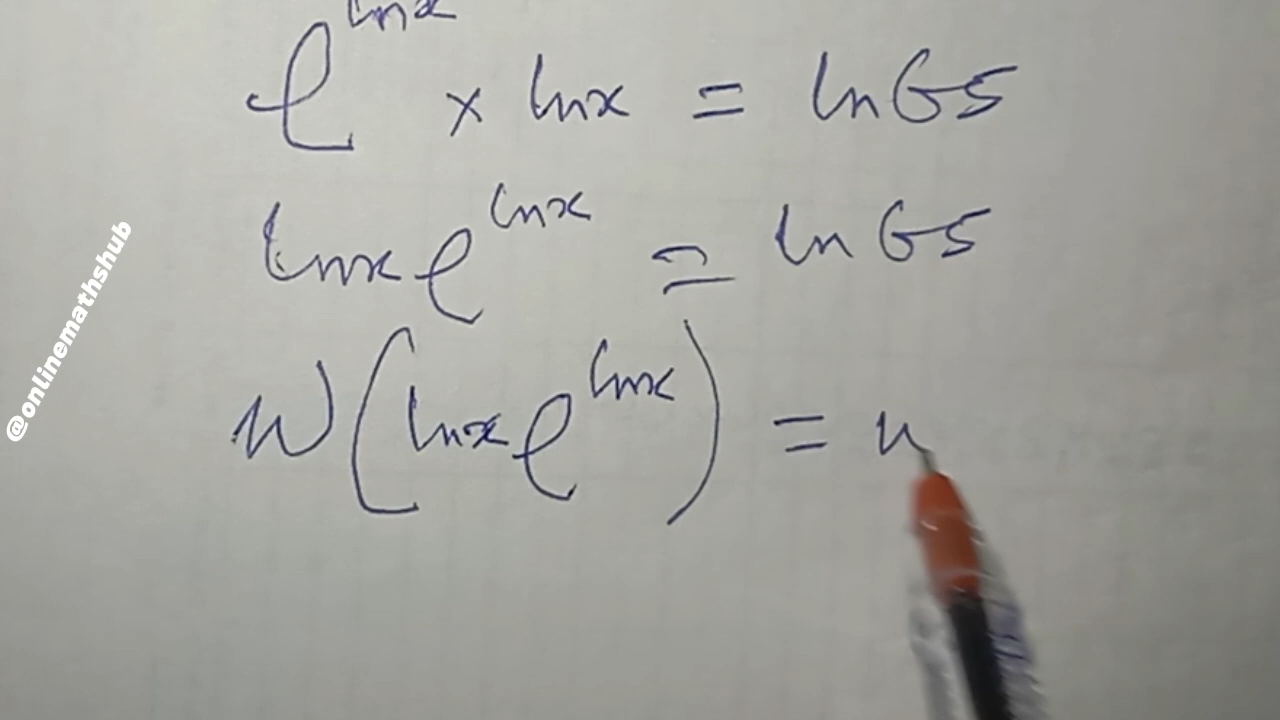 e^{lnx} × lnx = ln65
lnx e^{lnx} = ln65
W(lnx e^{lnx}) = w
@onlinemathshub